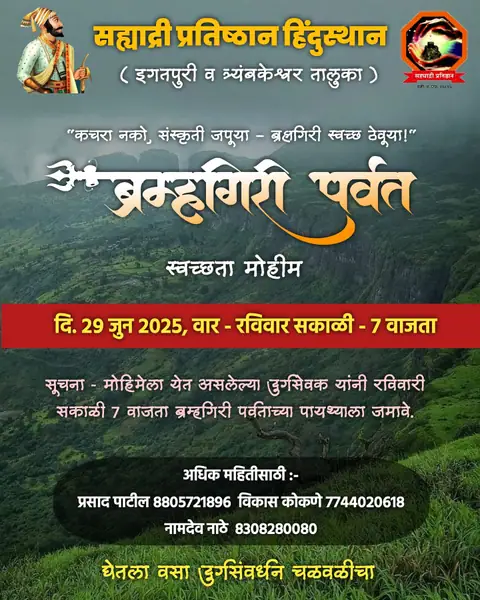 सह्याद्री प्रतिष्ठान हिंदुस्थान
( इगतपुरी व त्र्यंबकेश्वर तालुका )
सह्याद्री प्रतिष्ठान
"कचरा नको, संस्कृती जपूया – ब्रह्मगिरी स्वच्छ ठेवूया!"
ब्रम्हगिरी पर्वत
स्वच्छता मोहीम
दि. 29 जुन 2025, वार - रविवार सकाळी - 7 वाजता
सूचना - मोहिमेला येत असलेल्या दुर्गसेवक यांनी रविवारी
सकाळी 7 वाजता ब्रम्हगिरी पर्वताच्या पायथ्याला जमावे.
अधिक महितीसाठी :-
प्रसाद पाटील 8805721896 विकास कोकणे 7744020618
नामदेव नाठे 8308280080
घेतला वसा दुर्गसंवर्धन चळवळीचा